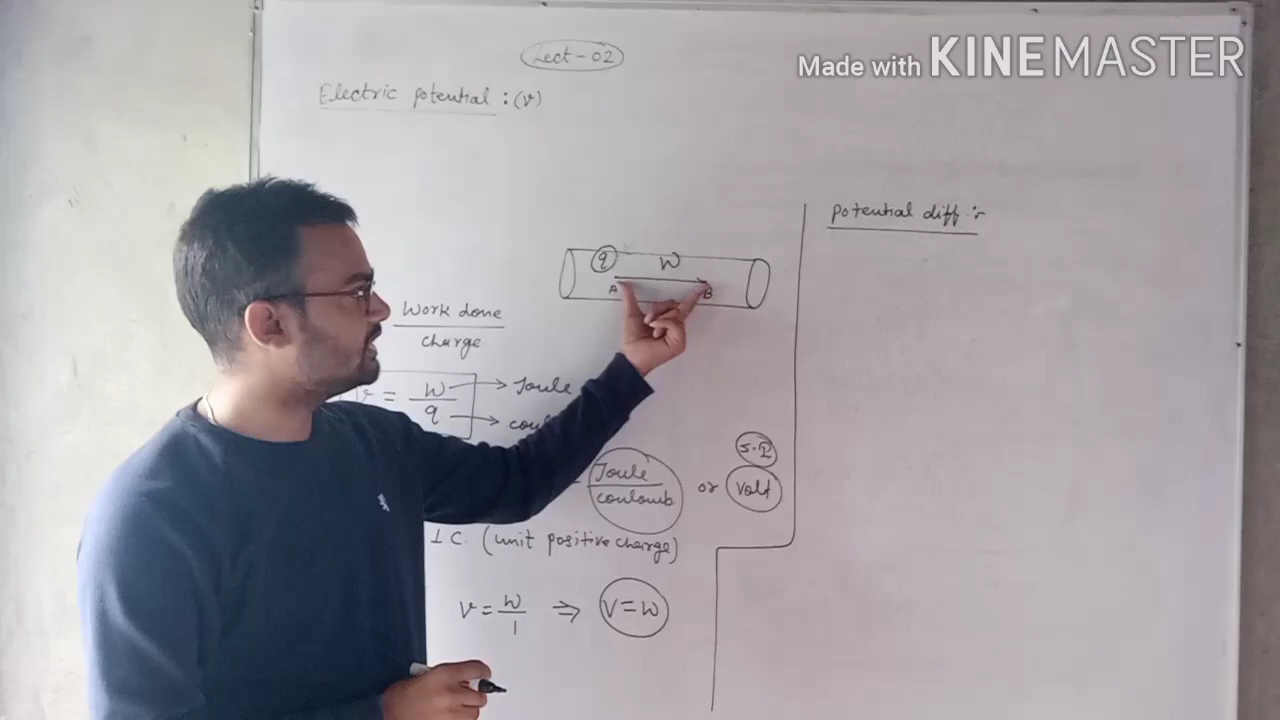 Lect-02
Made with KINEMASTER
Electric potential : (v)
Potential diff :-
q W
A B
Work done
charge
v = W → Joule
q →
Joule
coulomb
or
S.I
Volt
1 C (unit positive charge)
v = W ⇒ V=W
1